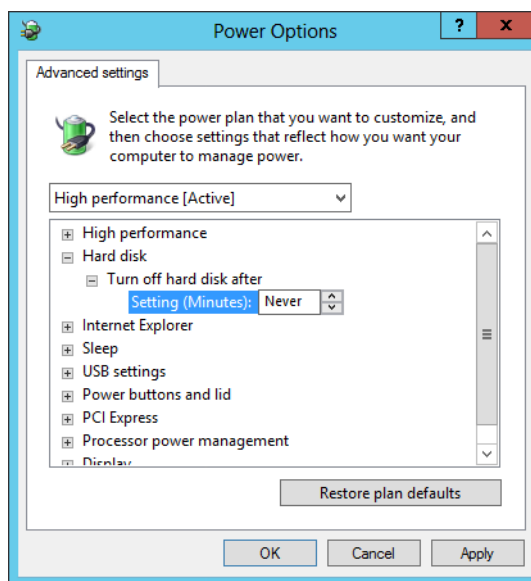 Power Options
?
x
Advanced settings
Select the power plan that you want to customize, and
then choose settings that reflect how you want your
computer to manage power.
High performance [Active]
High performance
Hard disk
Turn off hard disk after
Setting (Minutes): Never
Internet Explorer
Sleep
USB settings
Power buttons and lid
PCI Express
Processor power management
Display
Restore plan defaults
OK Cancel Apply